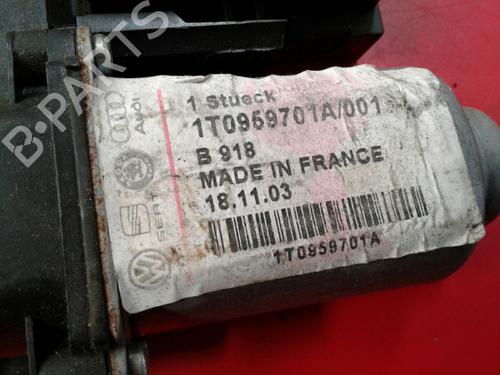 1 Stueck
1T0959701A/001
B 918
MADE IN FRANCE
18.11.03
1T0959701A
Audi
SEAT
B-Parts